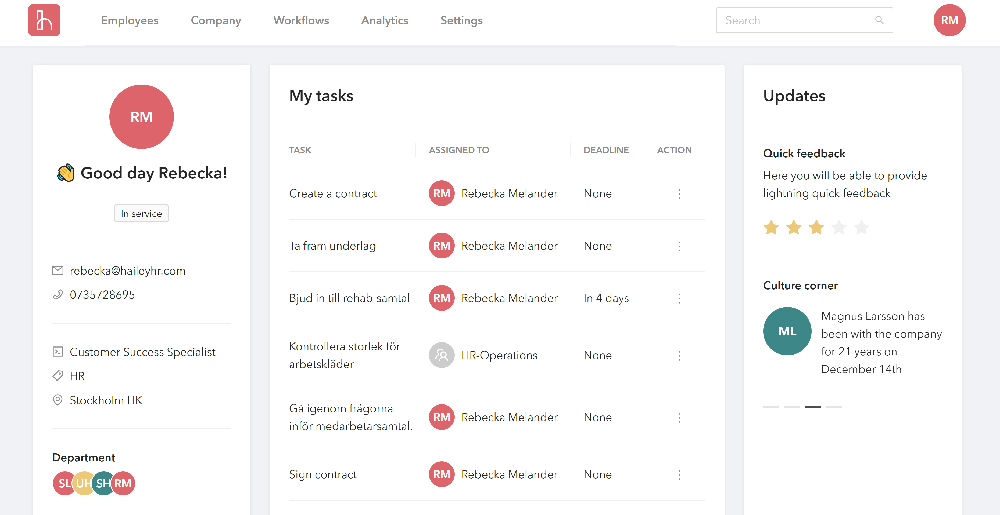 Employees Company Workflows Analytics Settings Search RM
RM
Good day Rebecka!
In service
rebecka@haileyhr.com
0735728695
Customer Success Specialist
HR
Stockholm HK
Department
SL UH SH RM
My tasks
TASK ASSIGNED TO DEADLINE ACTION
Create a contract RM Rebecka Melander None
Ta fram underlag RM Rebecka Melander None
Bjud in till rehab-samtal RM Rebecka Melander In 4 days
Kontrollera storlek för
arbetskläder
HR-Operations None
Gå igenom frågorna
inför medarbetarsamtal.
RM Rebecka Melander None
Sign contract RM Rebecka Melander None
Updates
Quick feedback
Here you will be able to provide
lightning quick feedback
Culture corner
ML
Magnus Larsson has
been with the company
for 21 years on
December 14th